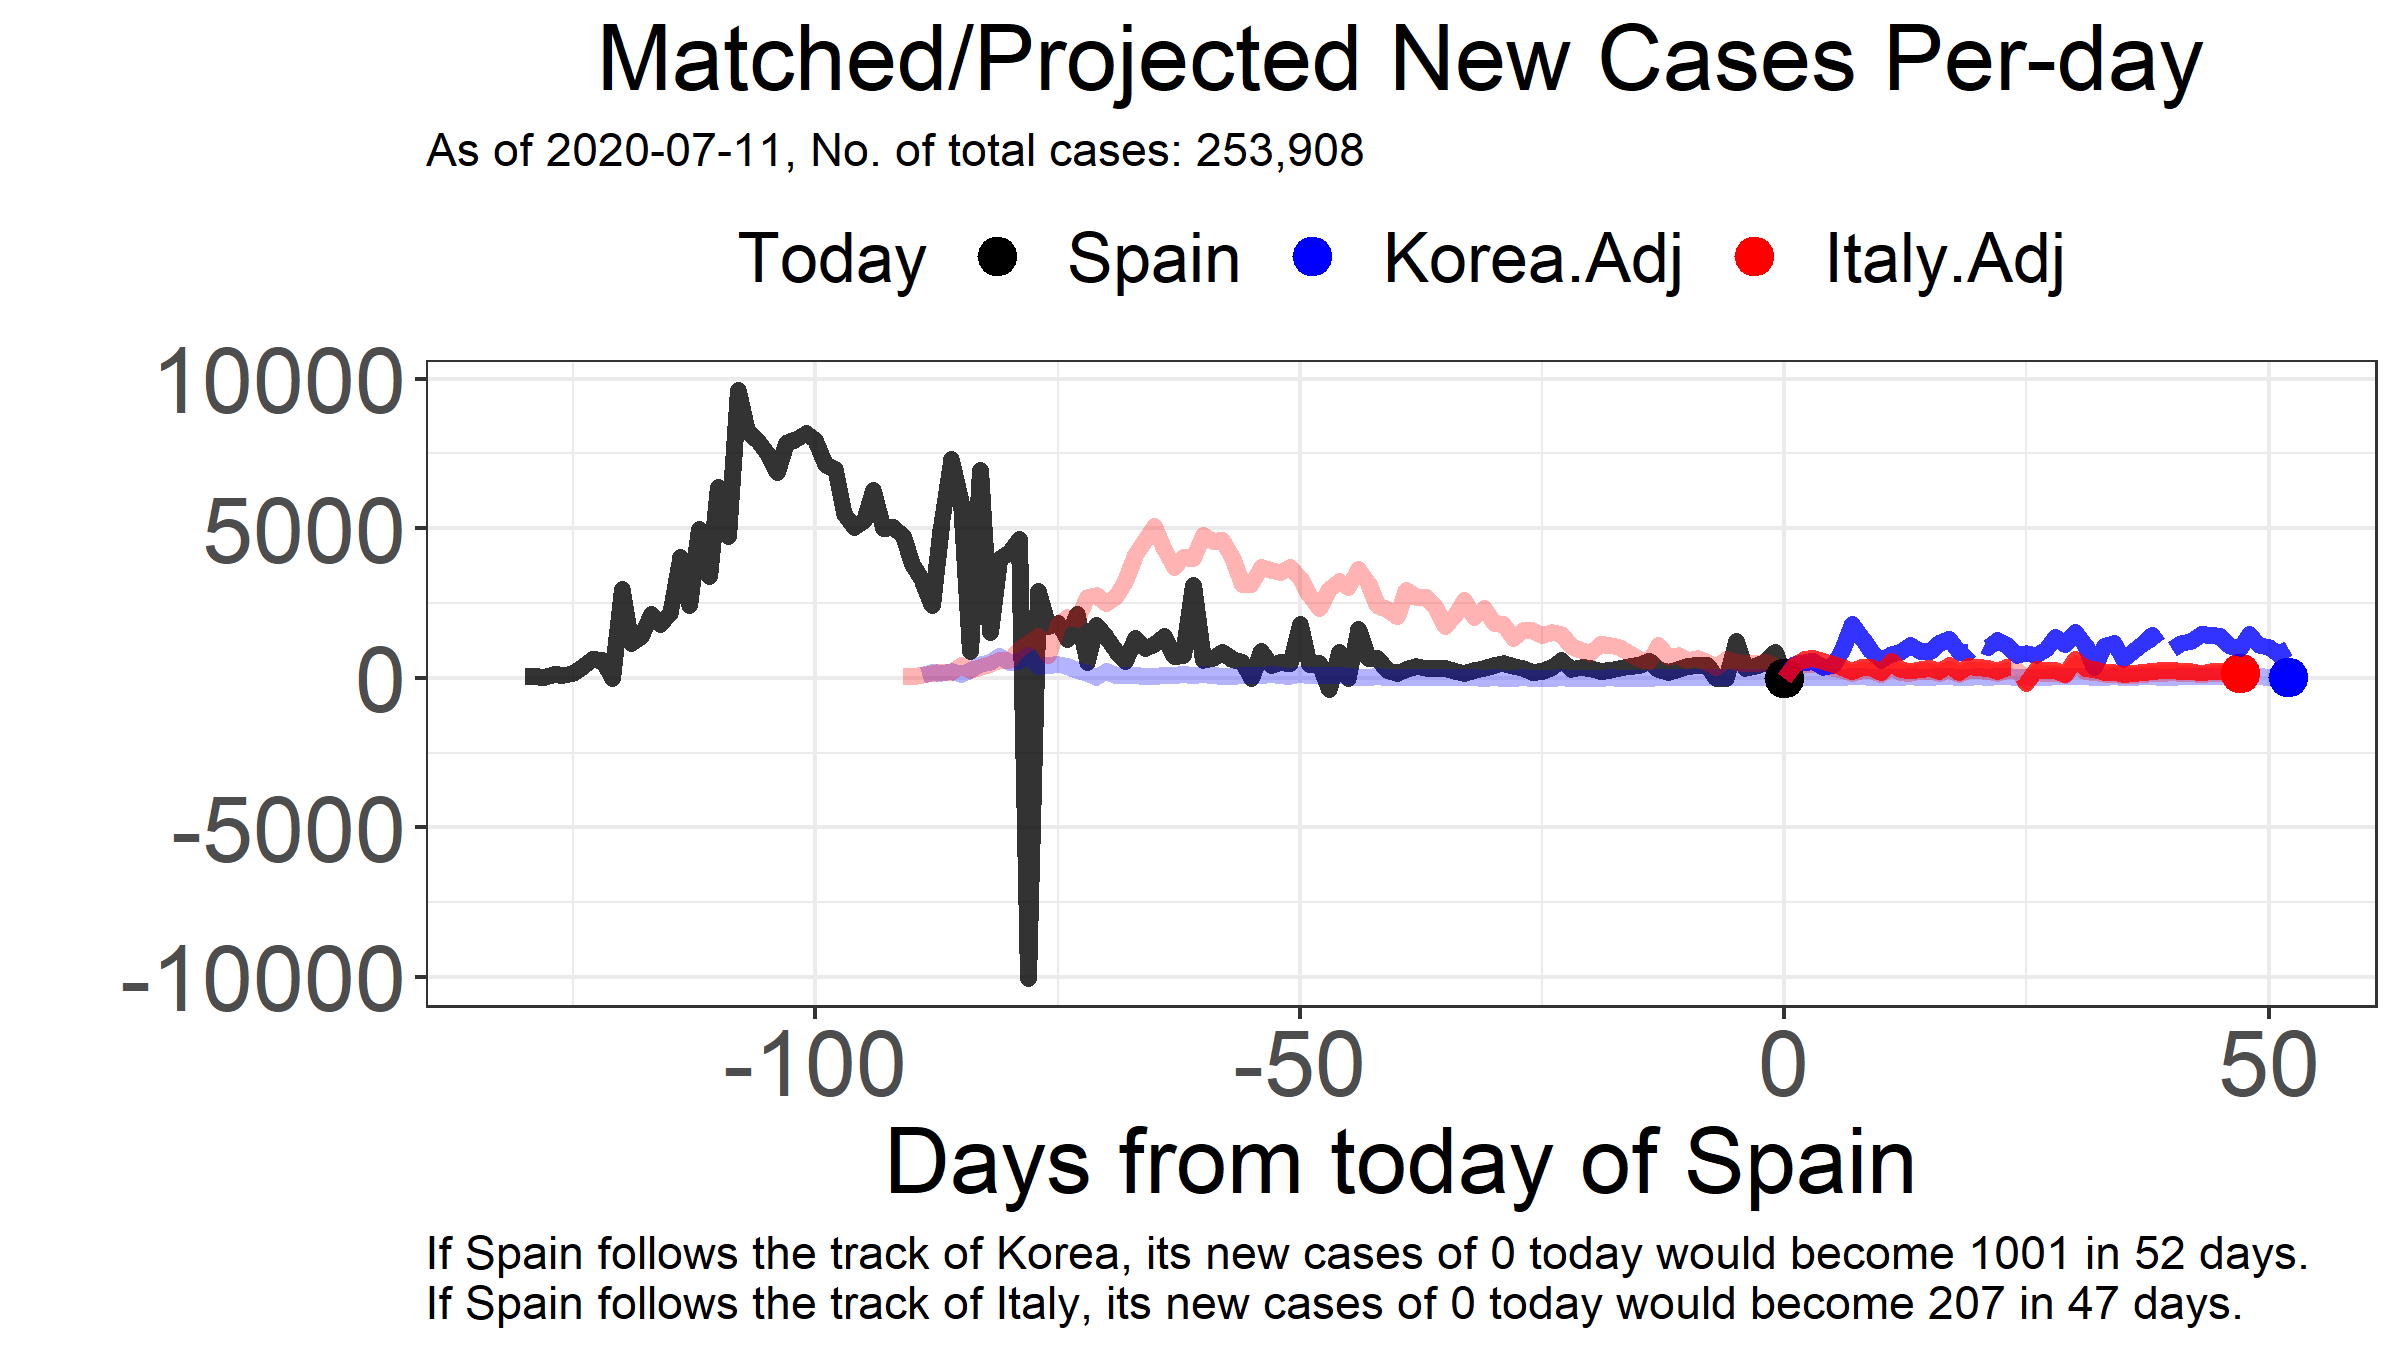 Matched/Projected New Cases Per-day
As of 2020-07-11, No. of total cases: 253,908
Today Spain Korea.Adj Italy.Adj
10000
5000
0
-5000
-10000
-100 -50 0 50
Days from today of Spain
If Spain follows the track of Korea, its new cases of 0 today would become 1001 in 52 days.
If Spain follows the track of Italy, its new cases of 0 today would become 207 in 47 days.